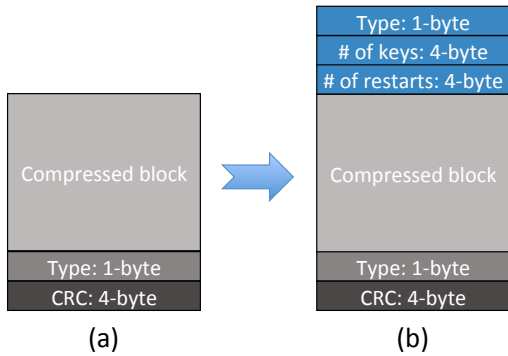 Compressed block
Type: 1-byte
CRC: 4-byte
(a)
Type: 1-byte
# of keys: 4-byte
# of restarts: 4-byte
Compressed block
Type: 1-byte
CRC: 4-byte
(b)